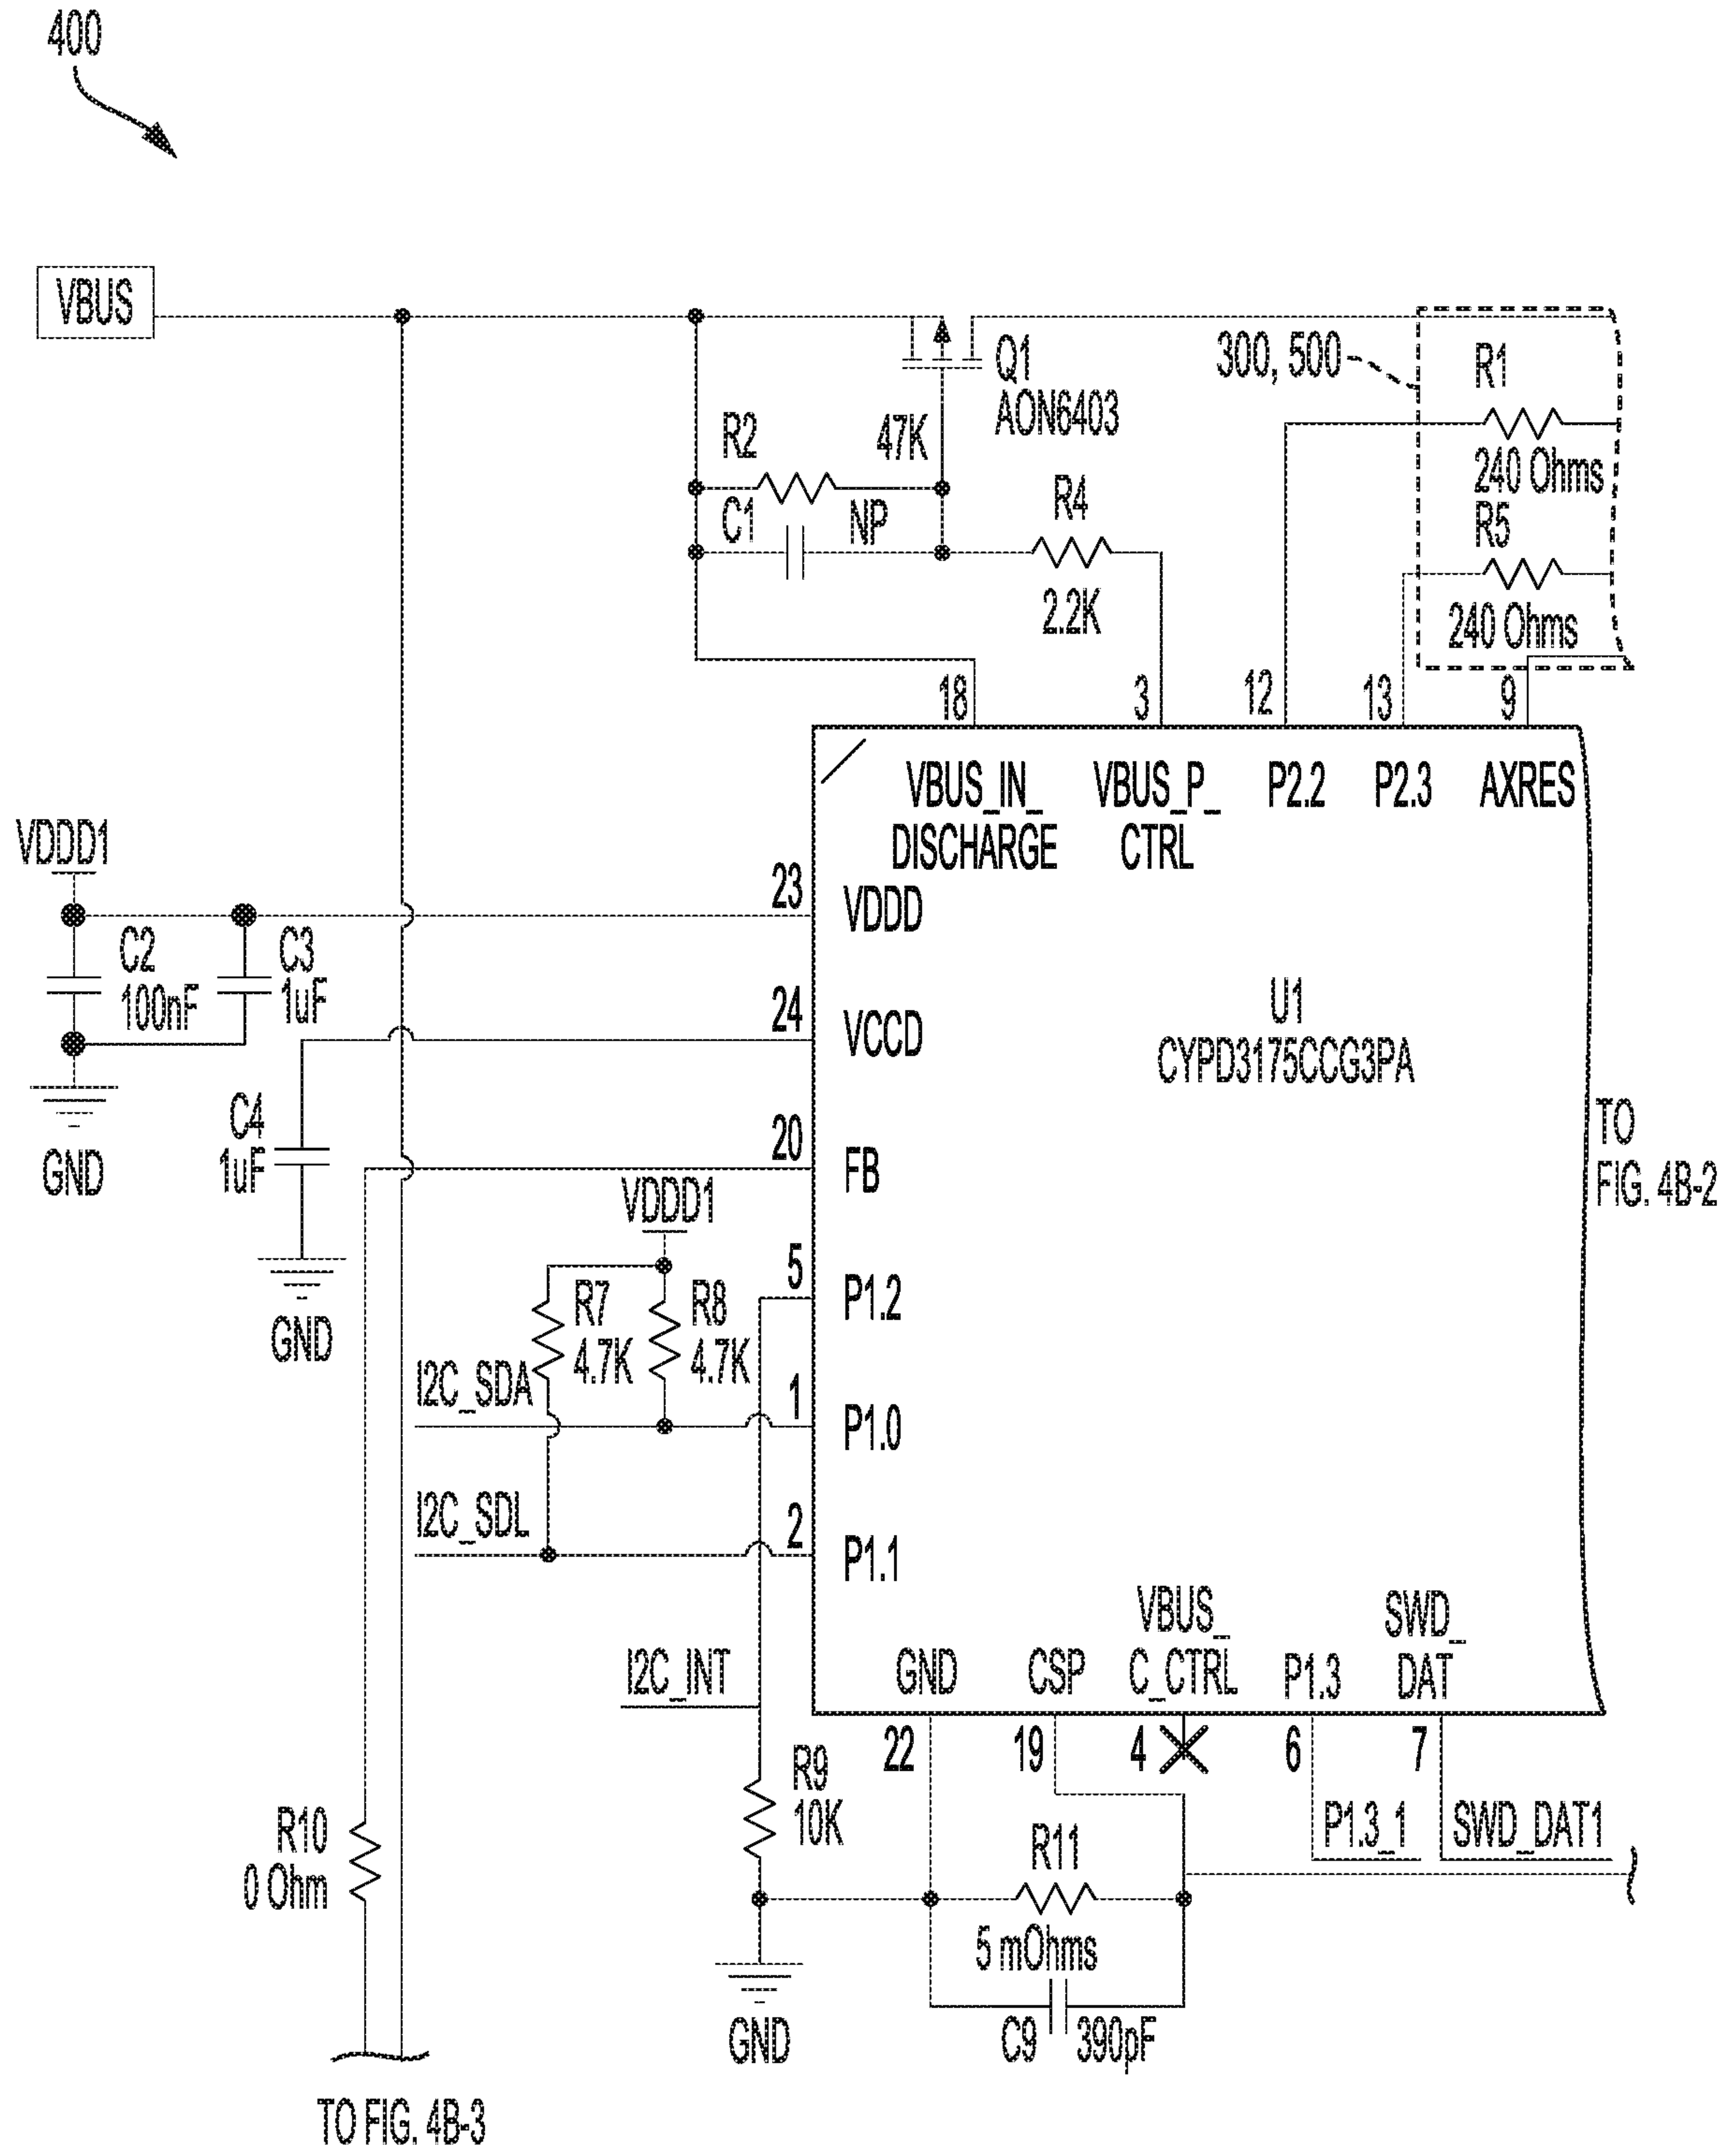 400
VBUS
300, 500
Q1
AON6403
R1
240 Ohms
R2
47K
C1
NP
R4
2.2K
R5
240 Ohms
18
3
12
13
9
VBUS_IN_
DISCHARGE
VBUS_P_
CTRL
P2.2
P2.3
AXRES
VDDD1
23
VDDD
C2
100nF
C3
1uF
24
VCCD
U1
CYPD3175CCG3PA
GND
C4
1uF
20
FB
TO
FIG. 4B-2
VDDD1
GND
5
P1.2
R7
4.7K
R8
4.7K
I2C_SDA
1
P1.0
I2C_SDL
2
P1.1
I2C_INT
GND
CSP
VBUS_
C_CTRL
P1.3
SWD_
DAT
22
19
4
6
7
R9
10K
P1.3_1
SWD_DAT1
R10
0 Ohm
R11
5 mOhms
GND
C9
390pF
TO FIG. 4B-3